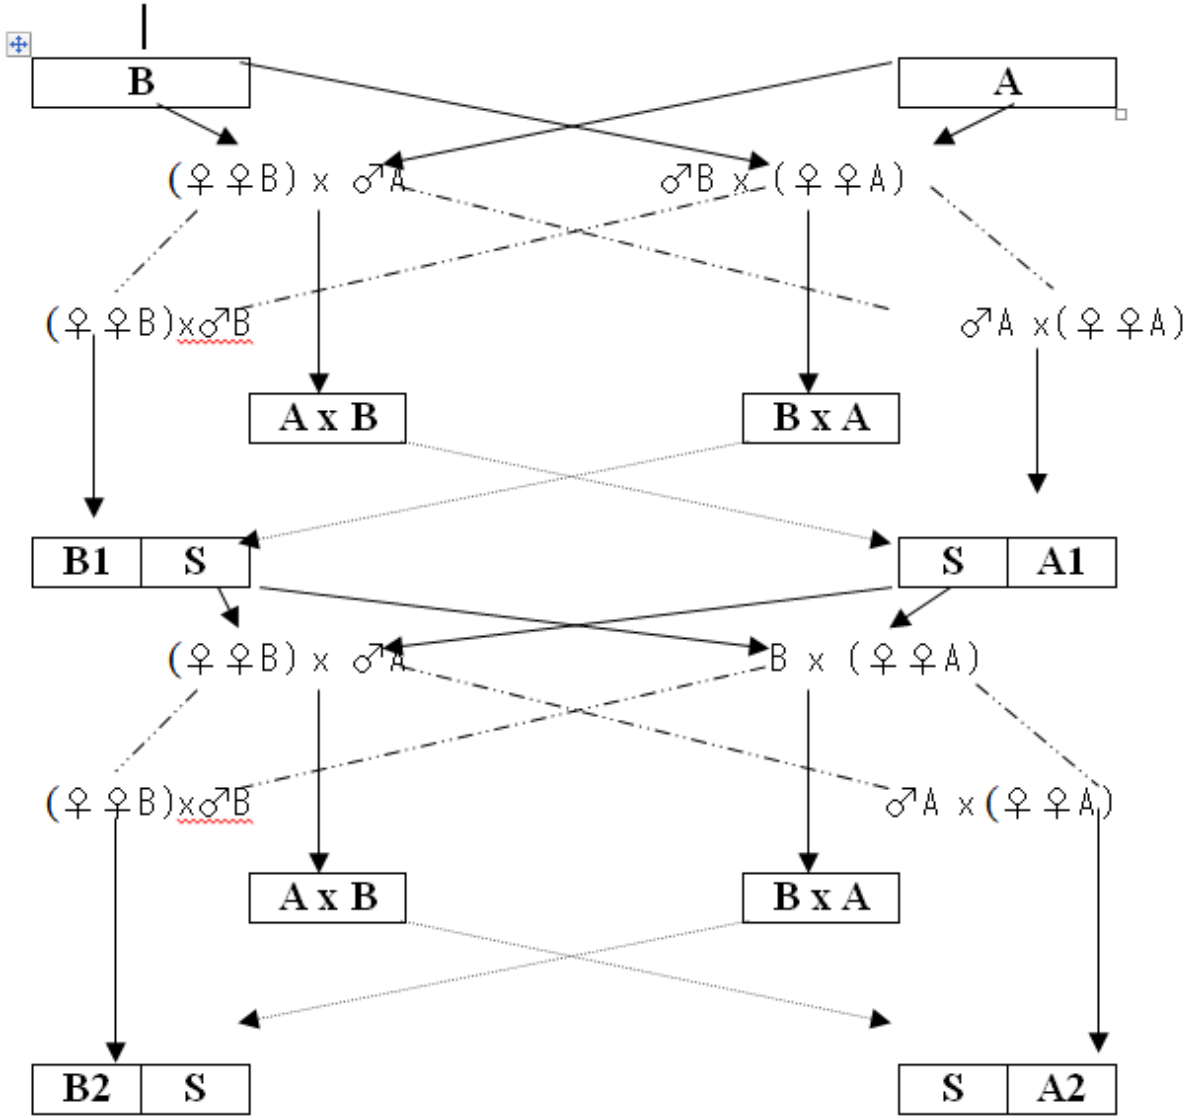 B A
(♀ ♀B) x ♂A ♂B x (♀ ♀A)
(♀ ♀B)x♂B ♂A x(♀ ♀A)
A x B B x A
B1 S S A1
(♀ ♀B) x ♂A B x (♀ ♀A)
(♀ ♀B)x♂B ♂A x(♀ ♀A)
A x B B x A
B2 S S A2